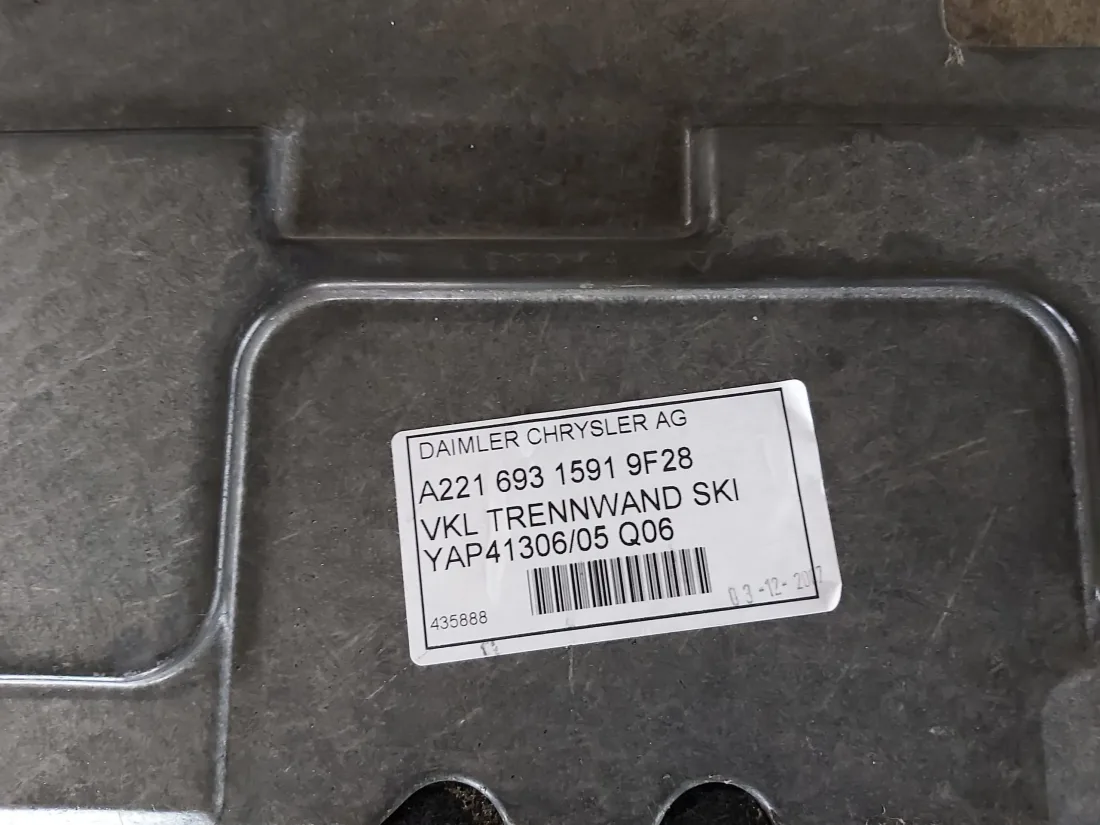 DAIMLER CHRYSLER AG
A221 693 1591 9F28
VKL TRENNWAND SKI
YAP41306/05 Q06
435888